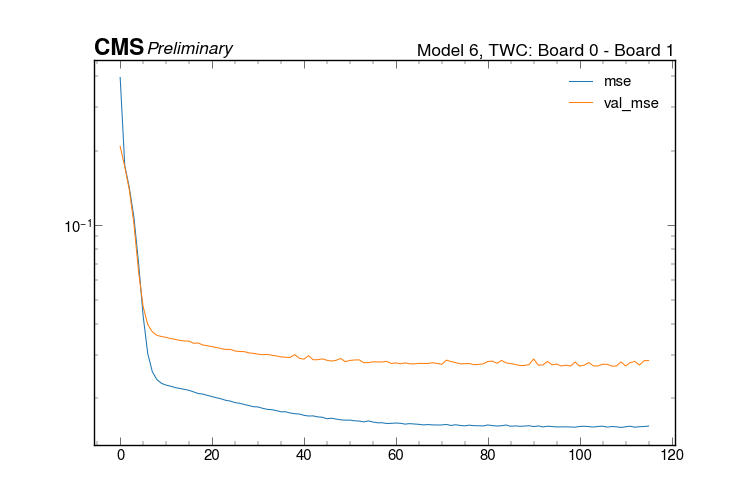 CMS Preliminary
Model 6, TWC: Board 0 - Board 1
mse
val_mse
10⁻¹
0 20 40 60 80 100 120